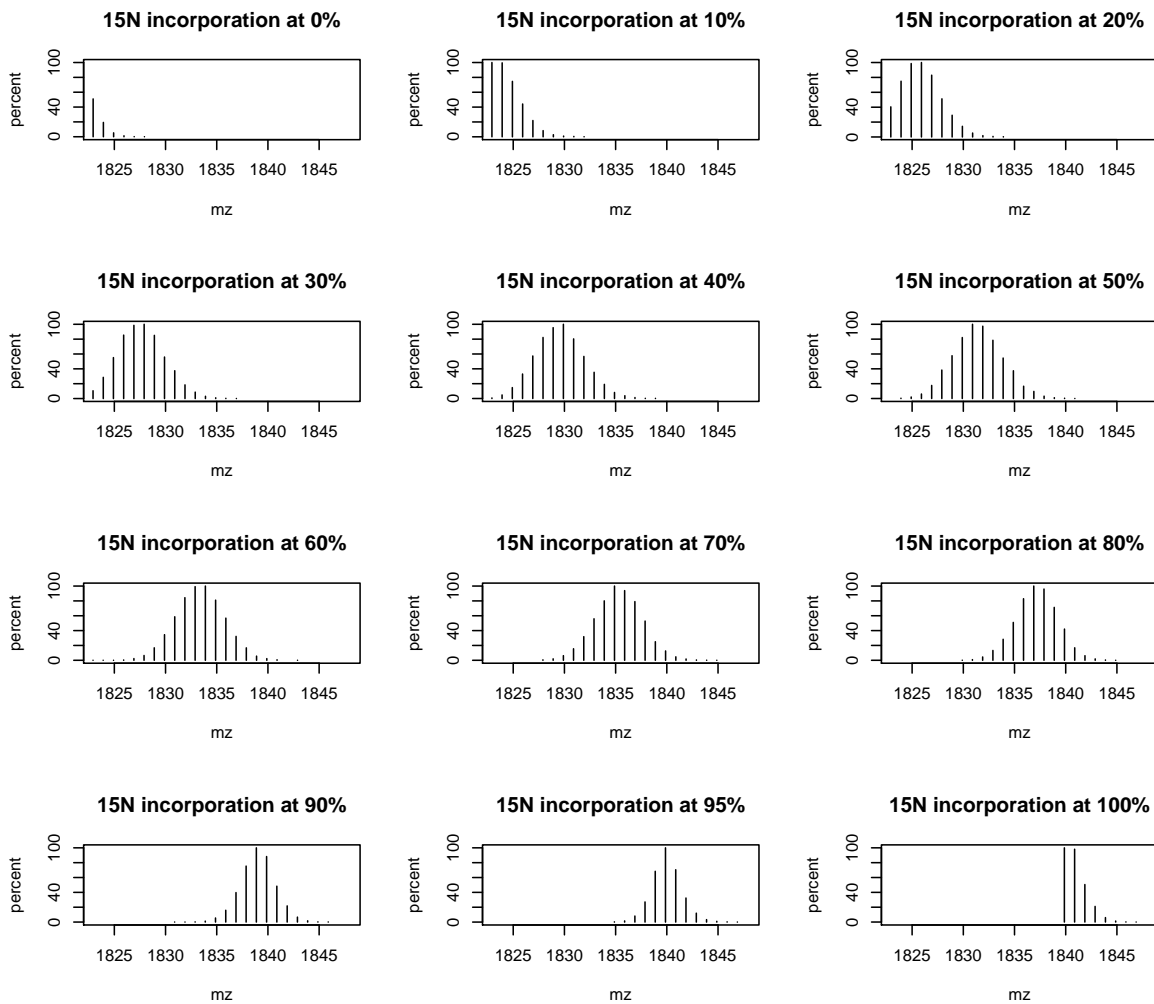 15N incorporation at 0%
percent
0 40 100
1825 1830 1835 1840 1845
mz
15N incorporation at 10%
percent
0 40 100
1825 1830 1835 1840 1845
mz
15N incorporation at 20%
percent
0 40 100
1825 1830 1835 1840 1845
mz
15N incorporation at 30%
percent
0 40 100
1825 1830 1835 1840 1845
mz
15N incorporation at 40%
percent
0 40 100
1825 1830 1835 1840 1845
mz
15N incorporation at 50%
percent
0 40 100
1825 1830 1835 1840 1845
mz
15N incorporation at 60%
percent
0 40 100
1825 1830 1835 1840 1845
mz
15N incorporation at 70%
percent
0 40 100
1825 1830 1835 1840 1845
mz
15N incorporation at 80%
percent
0 40 100
1825 1830 1835 1840 1845
mz
15N incorporation at 90%
percent
0 40 100
1825 1830 1835 1840 1845
mz
15N incorporation at 95%
percent
0 40 100
1825 1830 1835 1840 1845
mz
15N incorporation at 100%
percent
0 40 100
1825 1830 1835 1840 1845
mz